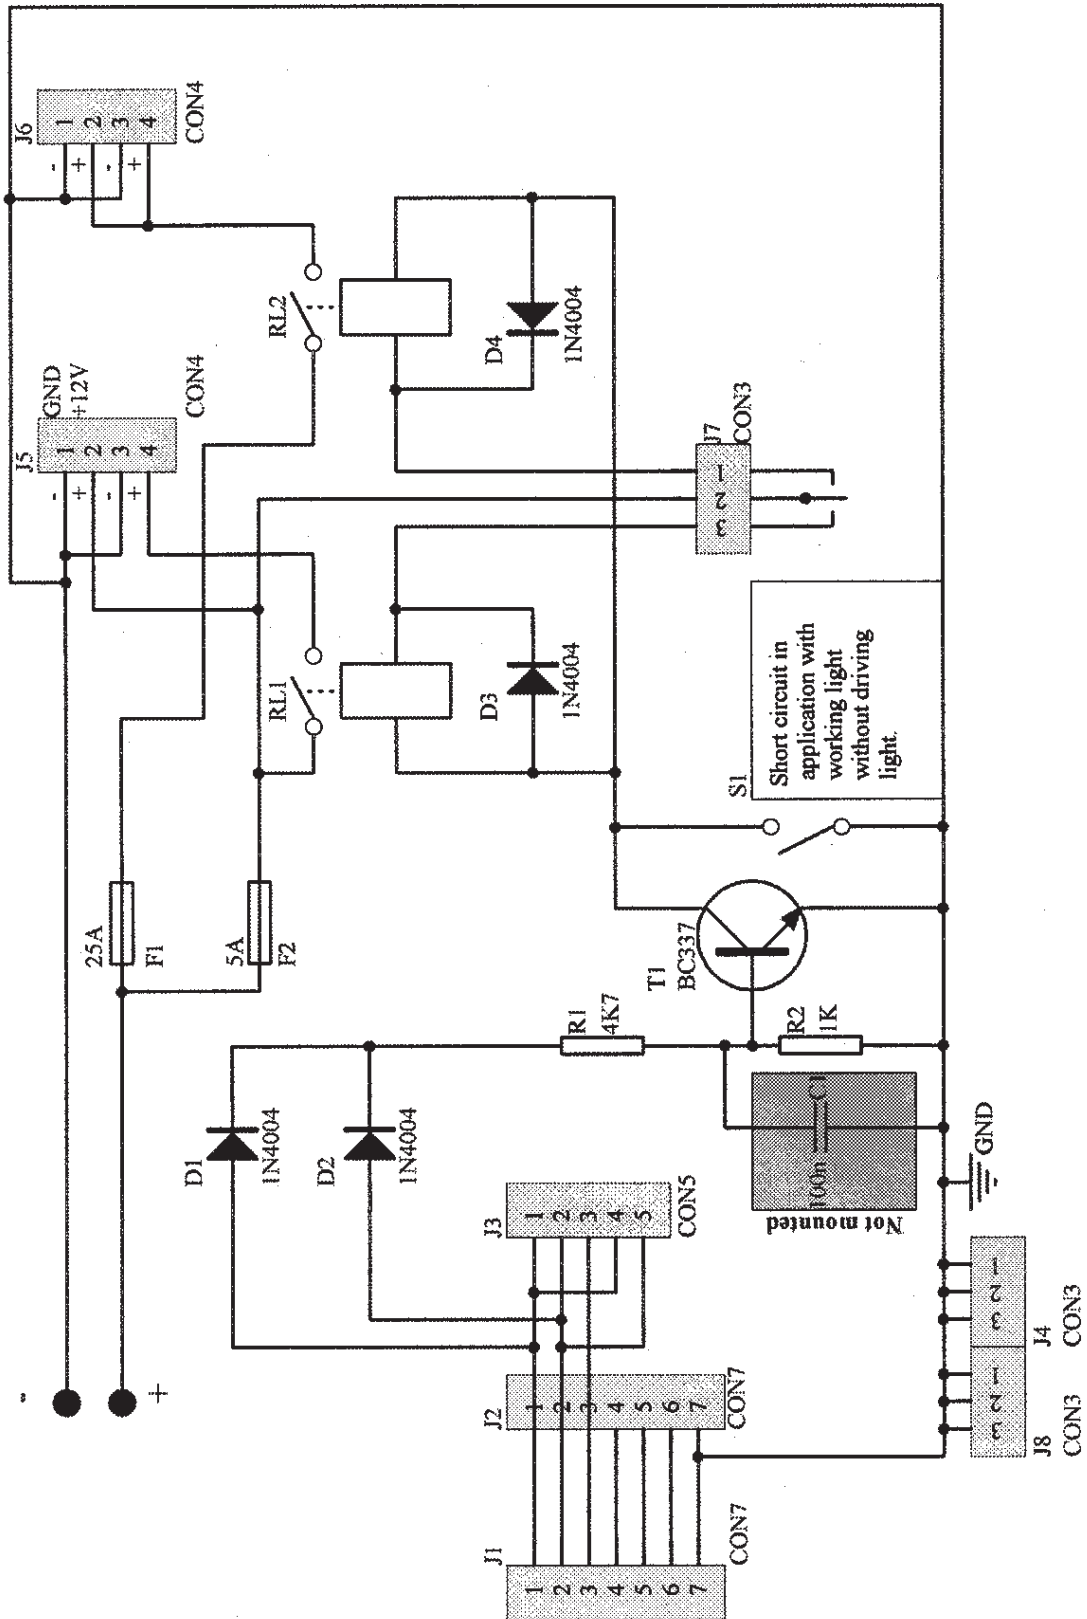 J6
1
2
3
4
CON4
-
+
-
+
J5
GND
+12V
1
2
3
4
CON4
-
+
-
+
RL2
RL1
D4
1N4004
D3
1N4004
J7
CON3
1
2
3
S1
Short circuit in
application with
working light
without driving
light.
25A
F1
5A
F2
T1
BC337
R1
4K7
R2
1K
C1
100n
Not mounted
GND
D1
1N4004
D2
1N4004
J3
1
2
3
4
5
CON5
J2
1
2
3
4
5
6
7
CON7
J1
1
2
3
4
5
6
7
CON7
J4
1
2
3
CON3
J8
1
2
3
CON3
-
+